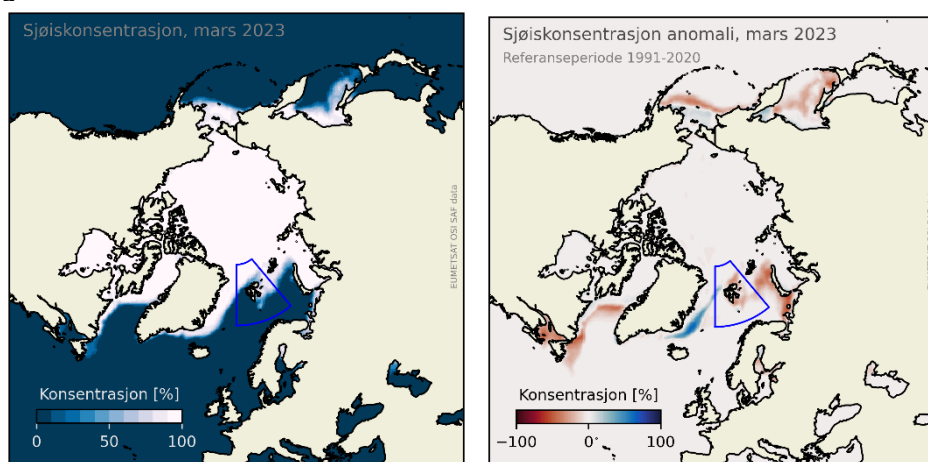 Sjøiskonsentrasjon, mars 2023
EUMETSAT OSI SAF data
Konsentrasjon [%]
0 50 100
Sjøiskonsentrasjon anomali, mars 2023
Referanseperiode 1991-2020
Konsentrasjon [%]
−100 0 100